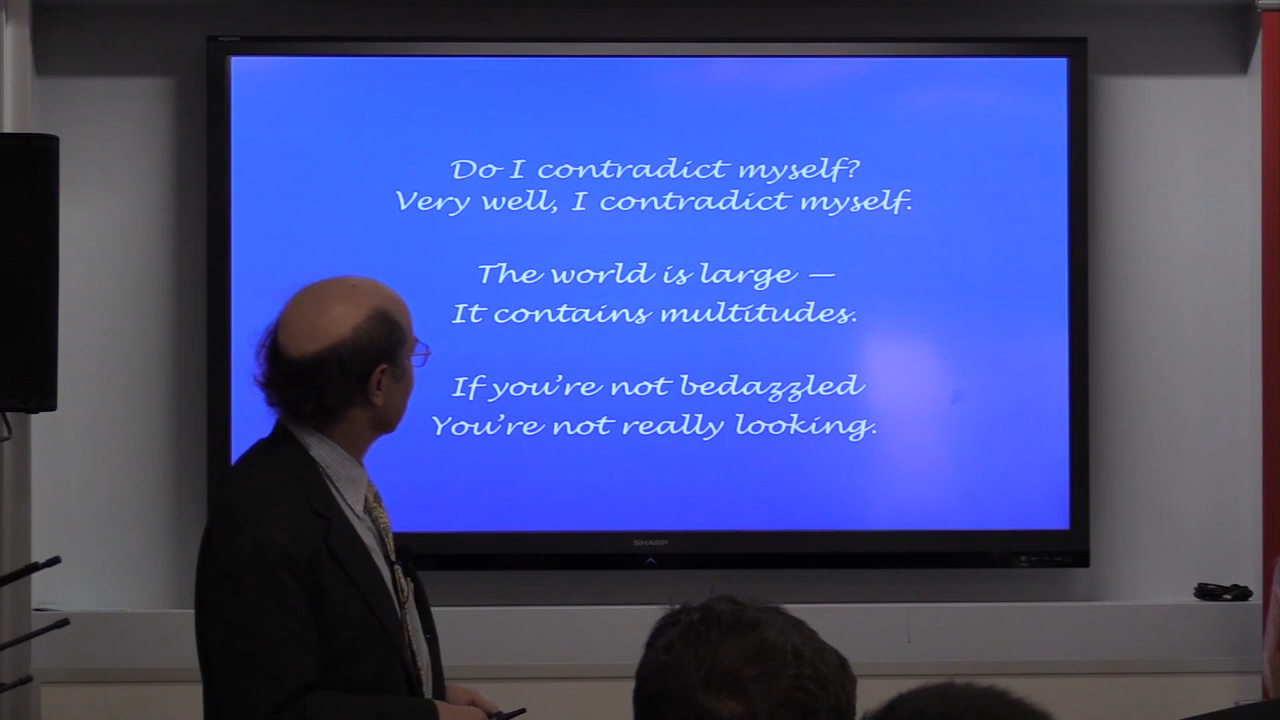 Do I contradict myself?
Very well, I contradict myself.
The world is large —
It contains multitudes.
If you're not bedazzled
You're not really looking.
SHARP